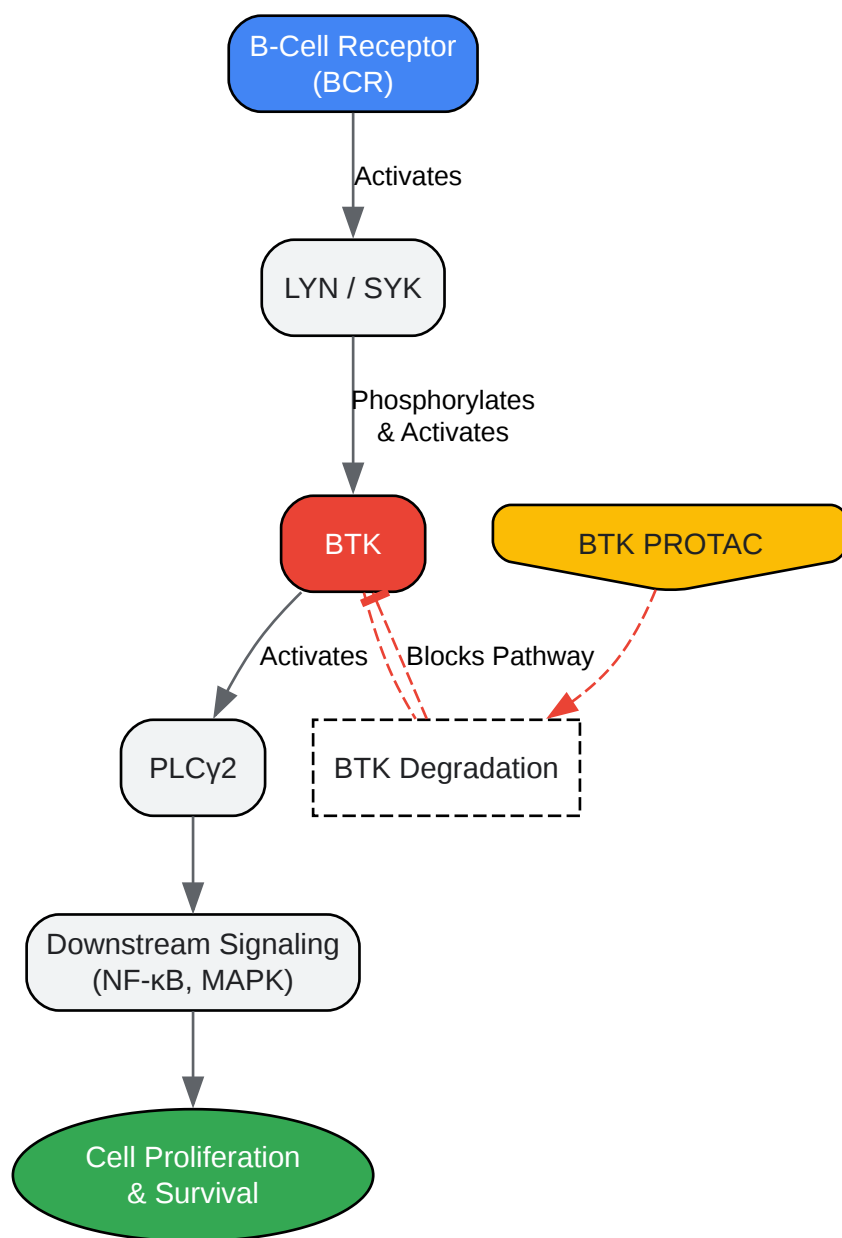 B-Cell Receptor
(BCR)
Activates
LYN / SYK
Phosphorylates
& Activates
BTK
BTK PROTAC
Activates
Blocks Pathway
PLCγ2
BTK Degradation
Downstream Signaling
(NF-κB, MAPK)
Cell Proliferation
& Survival